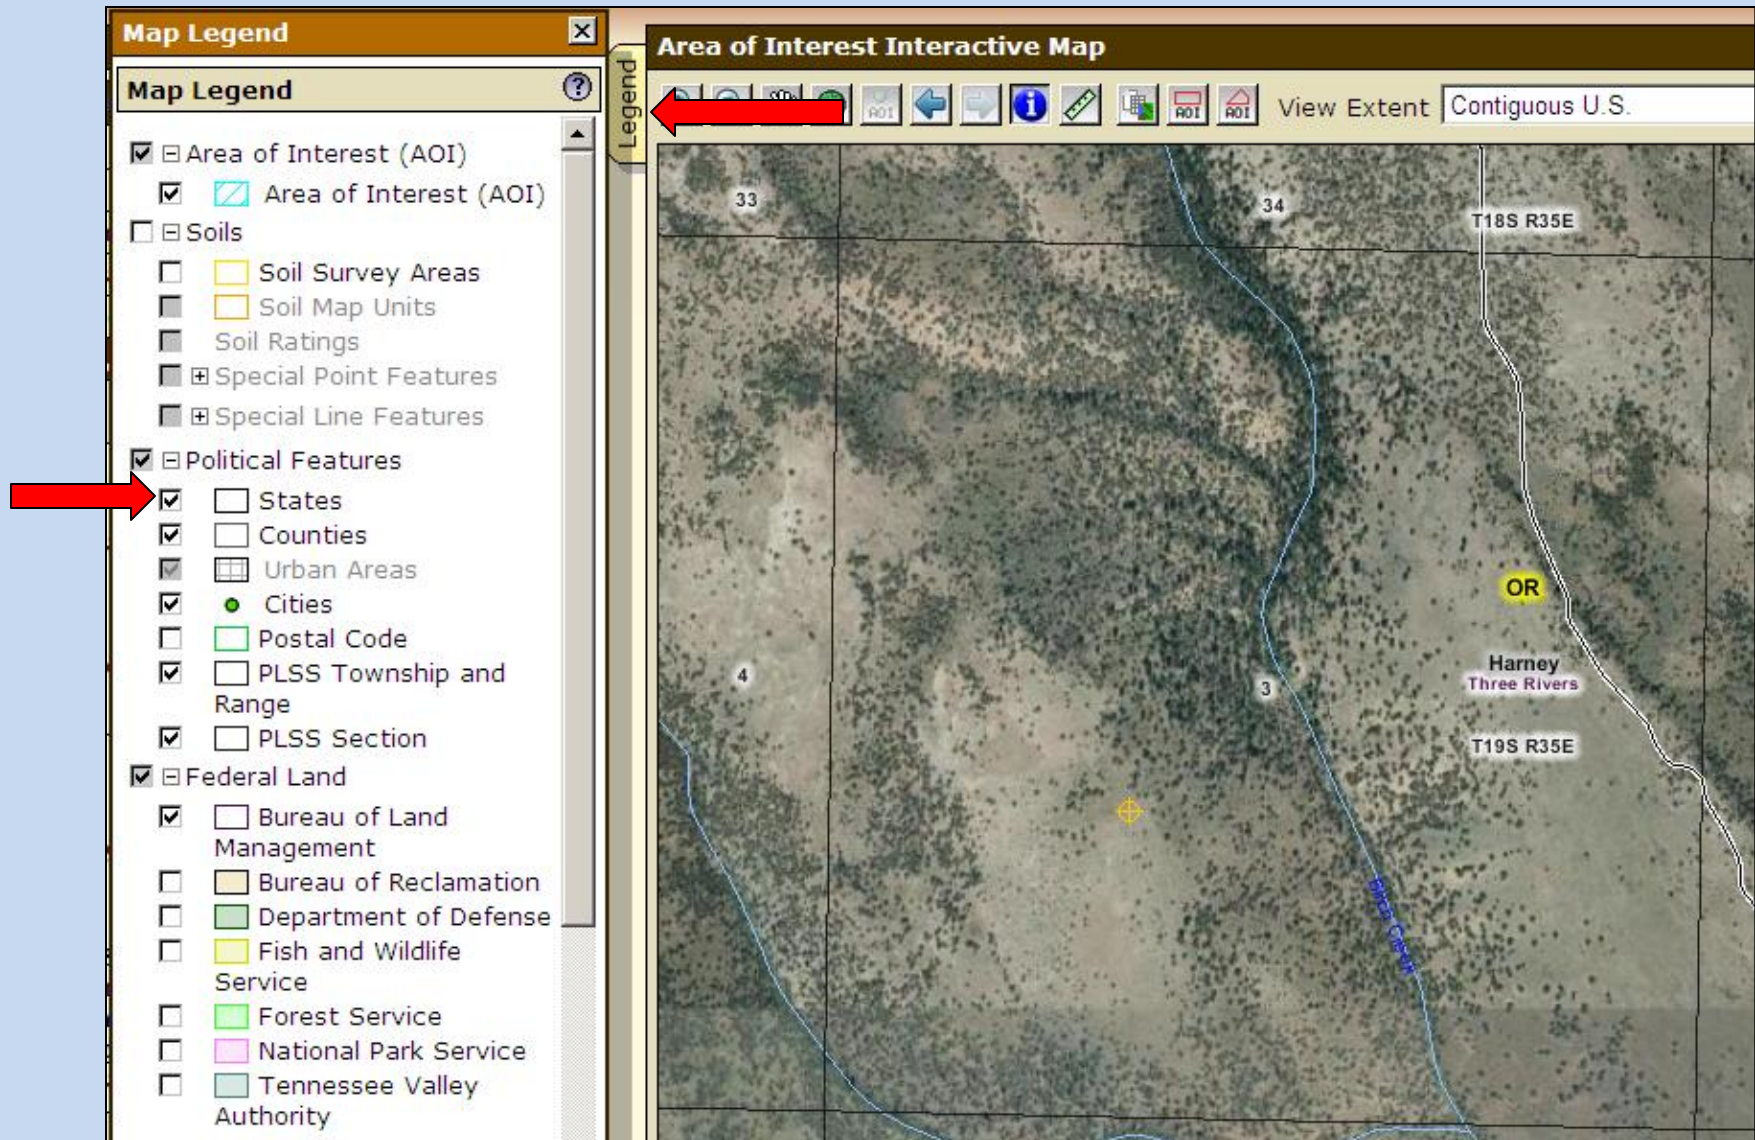 Map Legend
Map Legend
Area of Interest (AOI)
Area of Interest (AOI)
Soils
Soil Survey Areas
Soil Map Units
Soil Ratings
Special Point Features
Special Line Features
Political Features
States
Counties
Urban Areas
Cities
Postal Code
PLSS Township and
Range
PLSS Section
Federal Land
Bureau of Land
Management
Bureau of Reclamation
Department of Defense
Fish and Wildlife
Service
Forest Service
National Park Service
Tennessee Valley
Authority
Legend
Area of Interest Interactive Map
AOI
AOI
AOI
View Extent
Contiguous U.S.
33
34
T18S R35E
OR
Harney
Three Rivers
4
3
T19S R35E
Creek